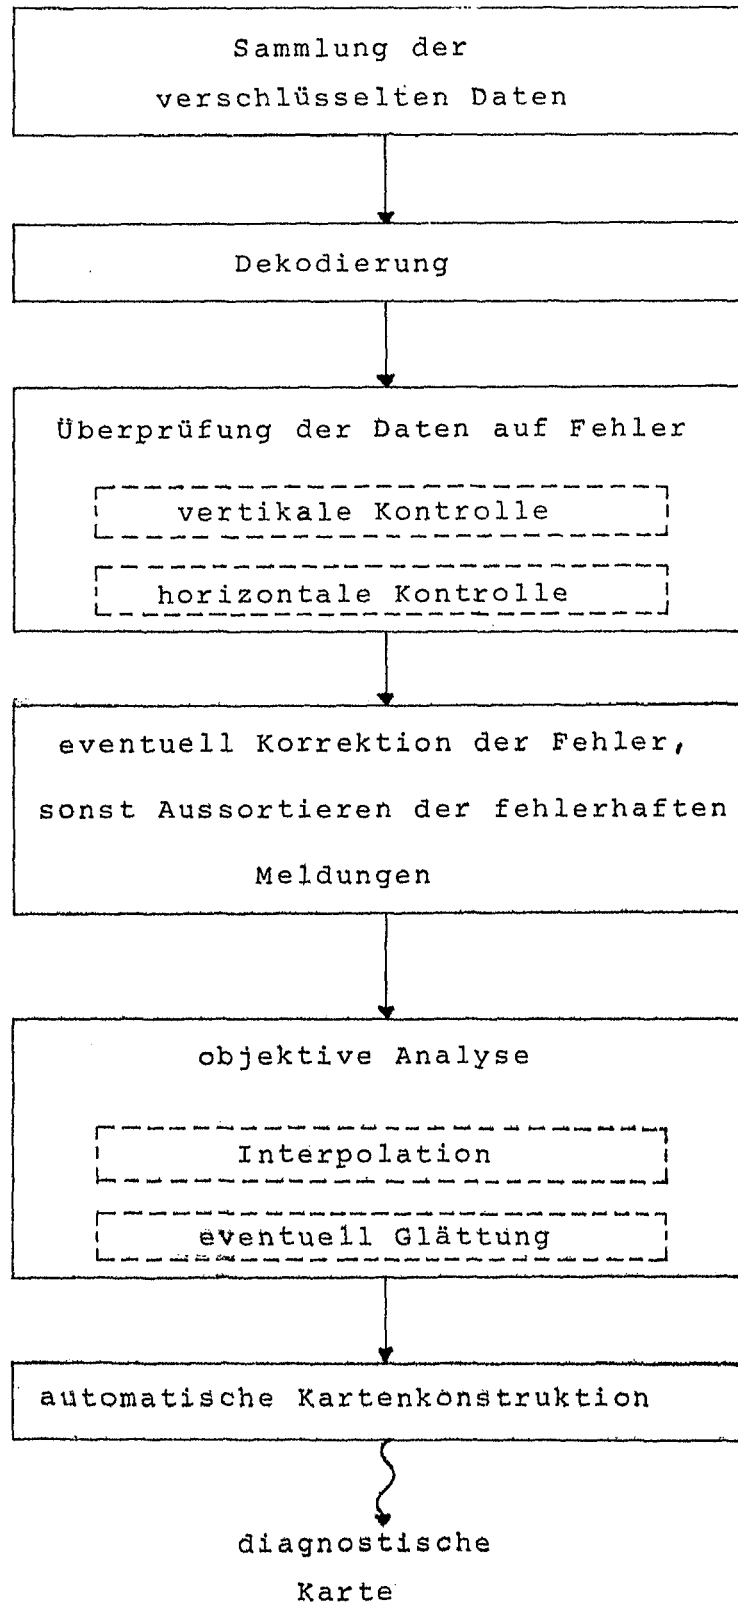 Sammlung der
verschlüsselten Daten
Dekodierung
Überprüfung der Daten auf Fehler
vertikale Kontrolle
horizontale Kontrolle
eventuell Korrektion der Fehler,
sonst Aussortieren der fehlerhaften
Meldungen
objektive Analyse
Interpolation
eventuell Glättung
automatische Kartenkonstruktion
diagnostische
Karte